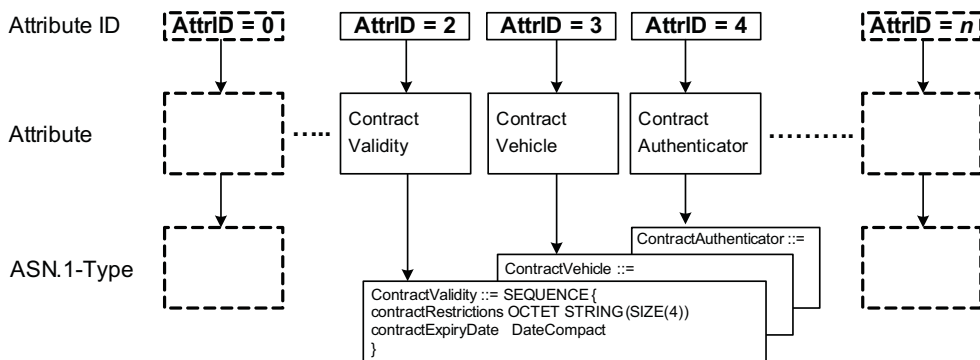 Attribute ID
AttrID = 0
AttrID = 2
AttrID = 3
AttrID = 4
AttrID = n
Attribute
Contract
Validity
Contract
Vehicle
Contract
Authenticator
ASN.1-Type
ContractAuthenticator ::=
ContractVehicle ::=
ContractValidity ::= SEQUENCE {
contractRestrictions OCTET STRING (SIZE(4))
contractExpiryDate DateCompact
}